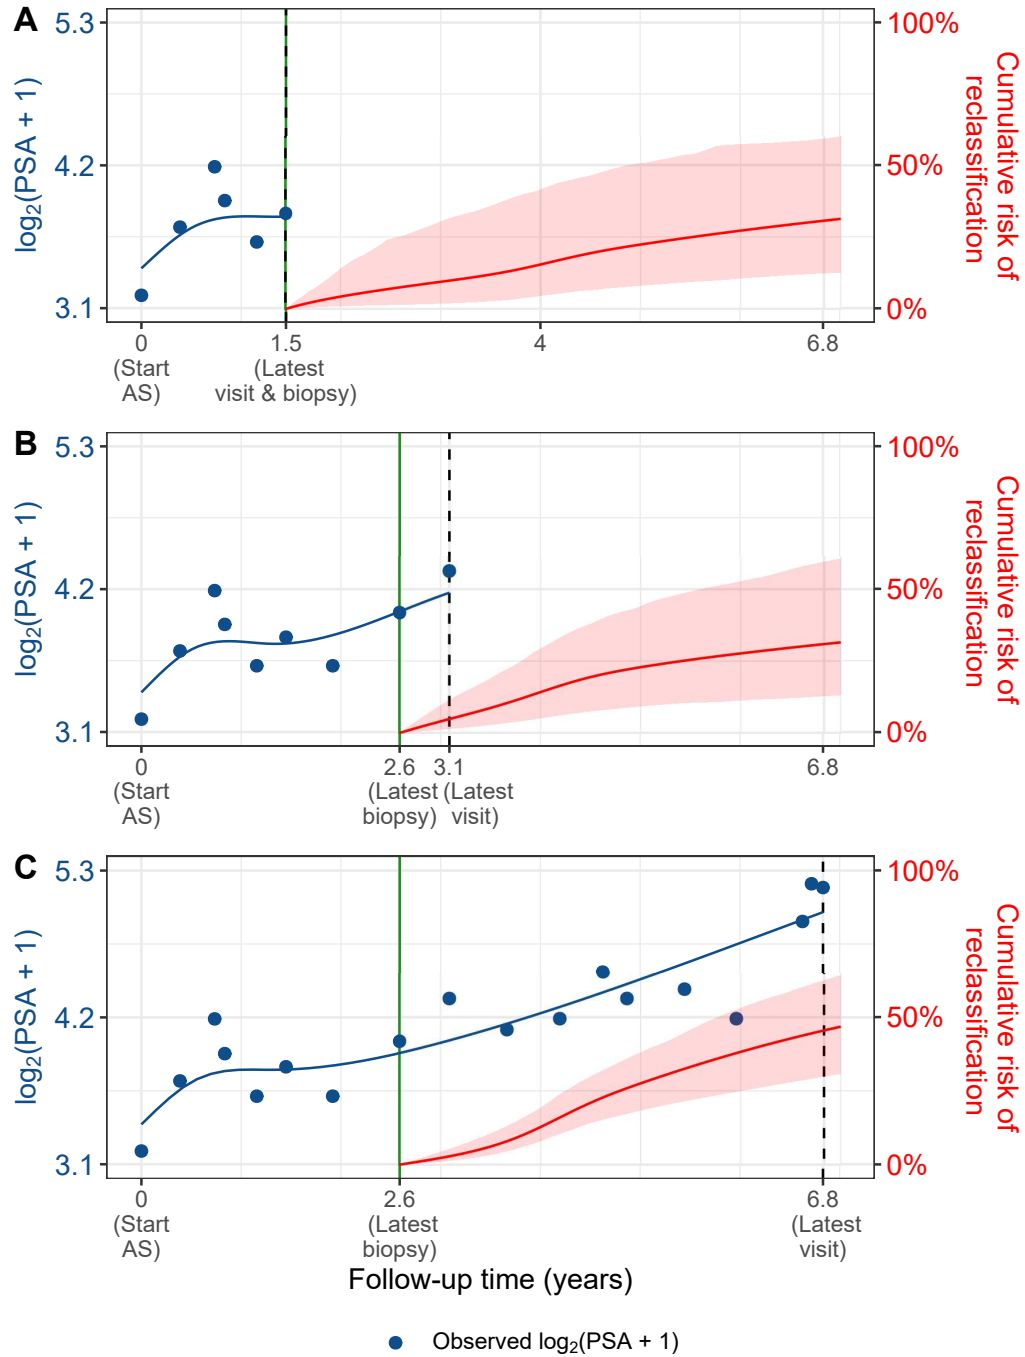 A
5.3
4.2
3.1
log₂(PSA + 1)
100%
50%
0%
Cumulative risk of
reclassification
0
(Start
AS)
1.5
(Latest
visit & biopsy)
4
6.8
B
5.3
4.2
3.1
log₂(PSA + 1)
100%
50%
0%
Cumulative risk of
reclassification
0
(Start
AS)
2.6
(Latest
biopsy)
3.1
(Latest
visit)
6.8
C
5.3
4.2
3.1
log₂(PSA + 1)
100%
50%
0%
Cumulative risk of
reclassification
0
(Start
AS)
2.6
(Latest
biopsy)
6.8
(Latest
visit)
Follow-up time (years)
Observed log₂(PSA + 1)